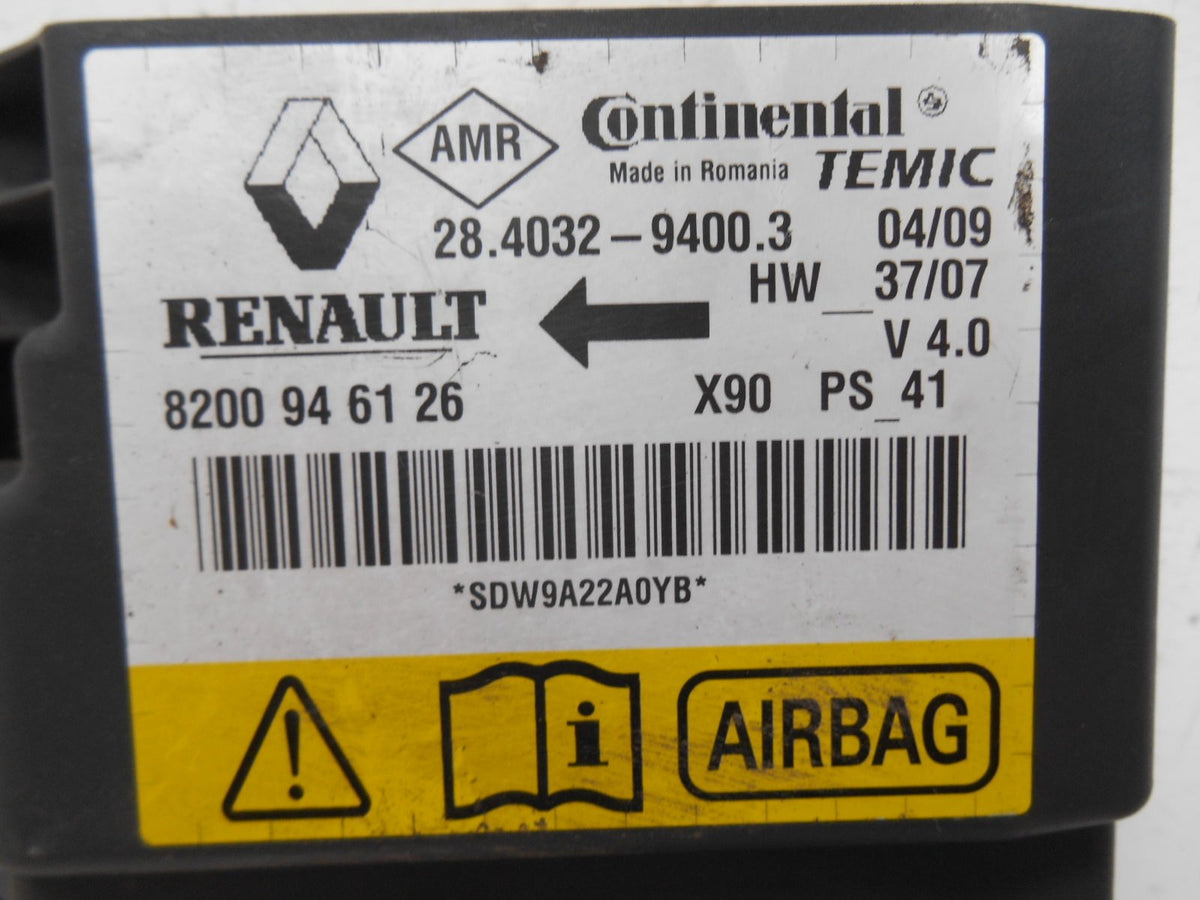 AMR
Continental
Made in Romania TEMIC
28.4032 – 9400.3 04/09
HW_37/07
RENAULT
V 4.0
8200 94 61 26 X90 PS_41
*SDW9A22A0YB*
i AIRBAG